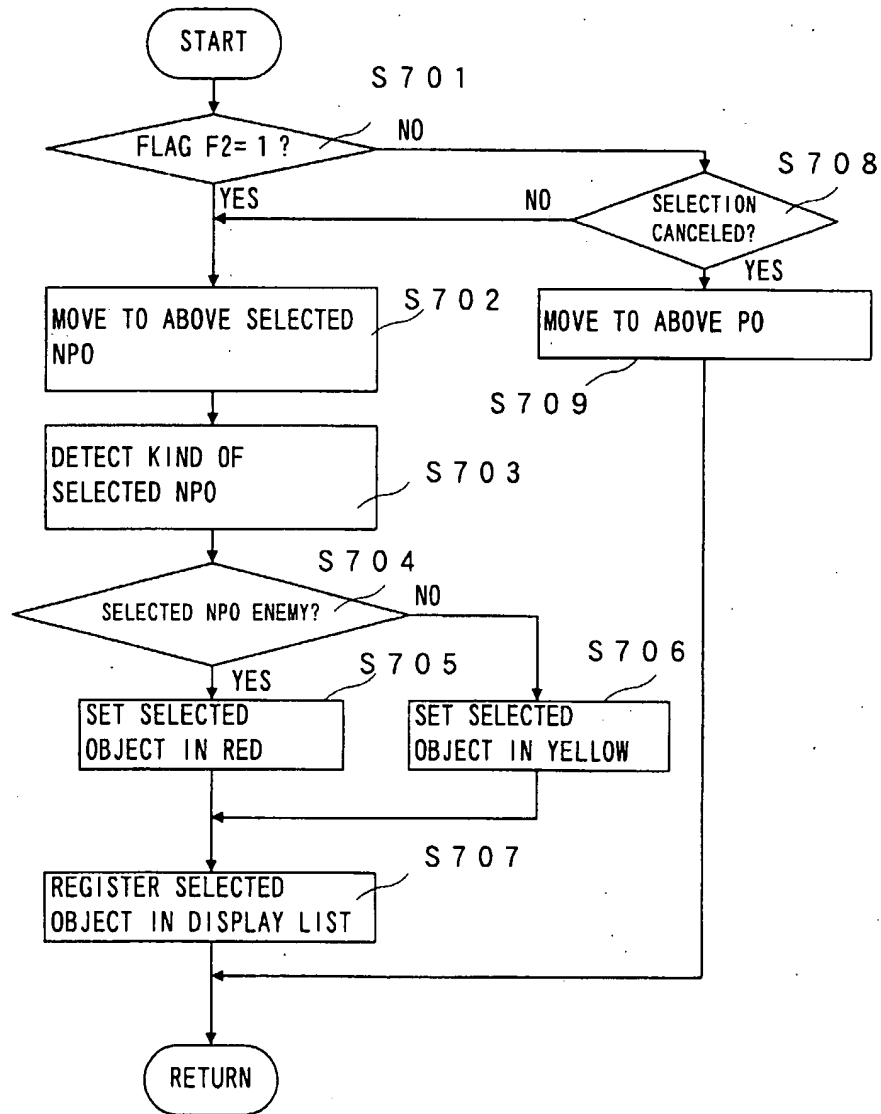 START
S701
FLAG F2=1?
NO
S708
YES
NO
SELECTION
CANCELED?
YES
S702
MOVE TO ABOVE SELECTED
NPO
MOVE TO ABOVE PO
S709
DETECT KIND OF
SELECTED NPO
S703
S704
SELECTED NPO ENEMY?
NO
YES
S705
S706
SET SELECTED
OBJECT IN RED
SET SELECTED
OBJECT IN YELLOW
S707
REGISTER SELECTED
OBJECT IN DISPLAY LIST
RETURN